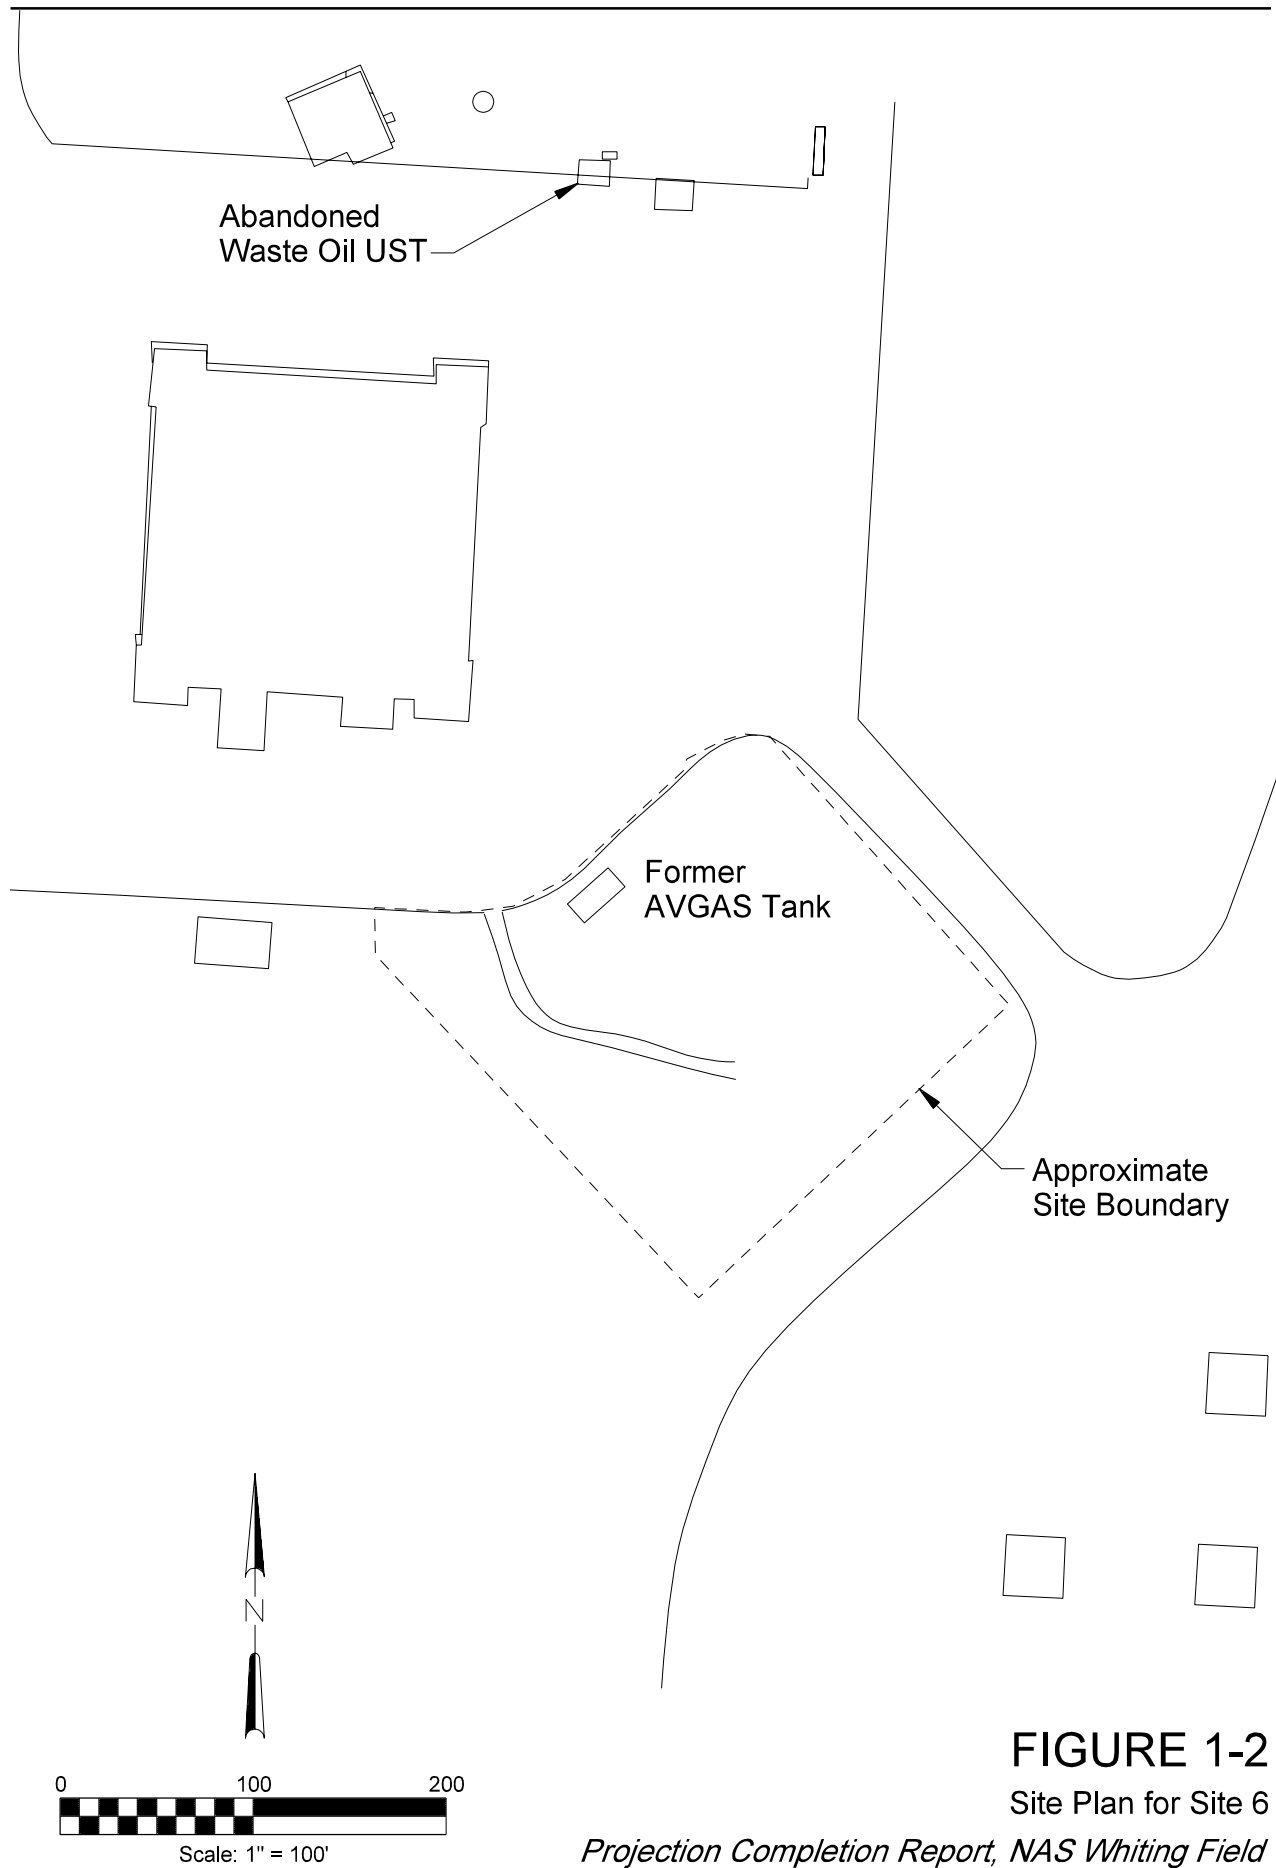 Abandoned
Waste Oil UST
Former
AVGAS Tank
Approximate
Site Boundary
N
0 100 200
Scale: 1" = 100'
FIGURE 1-2
Site Plan for Site 6
Projection Completion Report, NAS Whiting Field